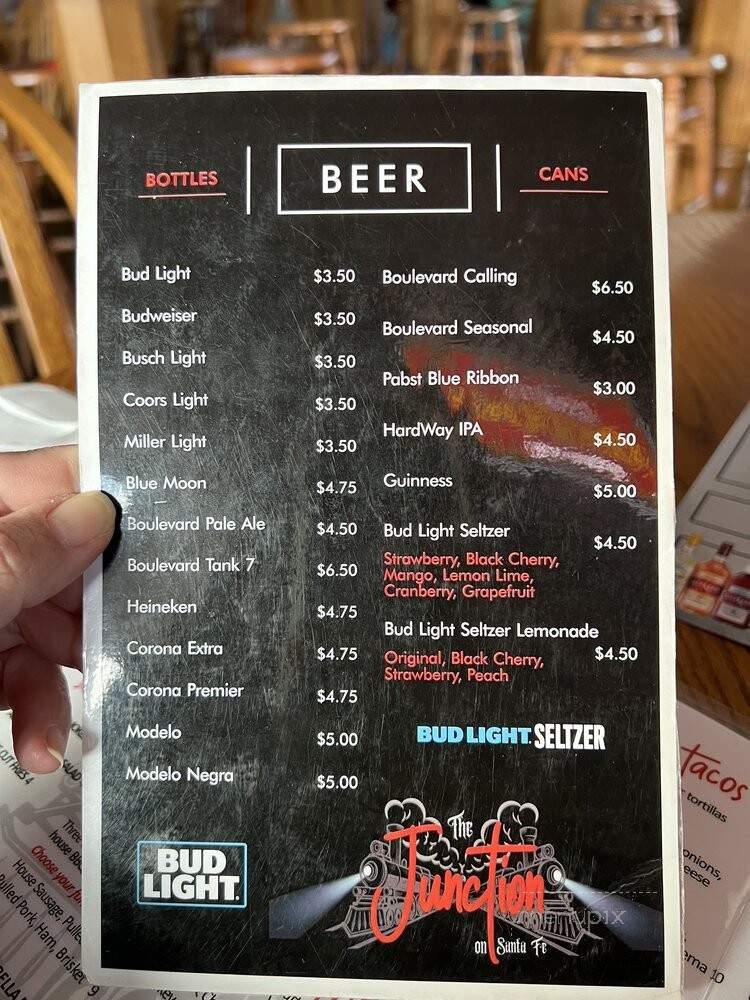 BEER
BOTTLES
Bud Light $3.50
Budweiser $3.50
Busch Light $3.50
Coors Light $3.50
Miller Light $3.50
Blue Moon $4.75
Boulevard Pale Ale $4.50
Boulevard Tank 7 $6.50
Heineken $4.75
Corona Extra $4.75
Corona Premier $4.75
Modelo $5.00
Modelo Negra $5.00
BUD
LIGHT.
CANS
Boulevard Calling $6.50
Boulevard Seasonal $4.50
Pabst Blue Ribbon $3.00
HardWay IPA $4.50
Guinness $5.00
Bud Light Seltzer $4.50
Strawberry, Black Cherry,
Mango, Lemon Lime,
Cranberry, Grapefruit
Bud Light Seltzer Lemonade $4.50
Original, Black Cherry,
Strawberry, Peach
BUD LIGHT. SELTZER
The
Junction
on Santa Fe
Three
Choose your
House Sausage,
Pulled Pork, Ham, Brisket 9
Tacos
tortillas